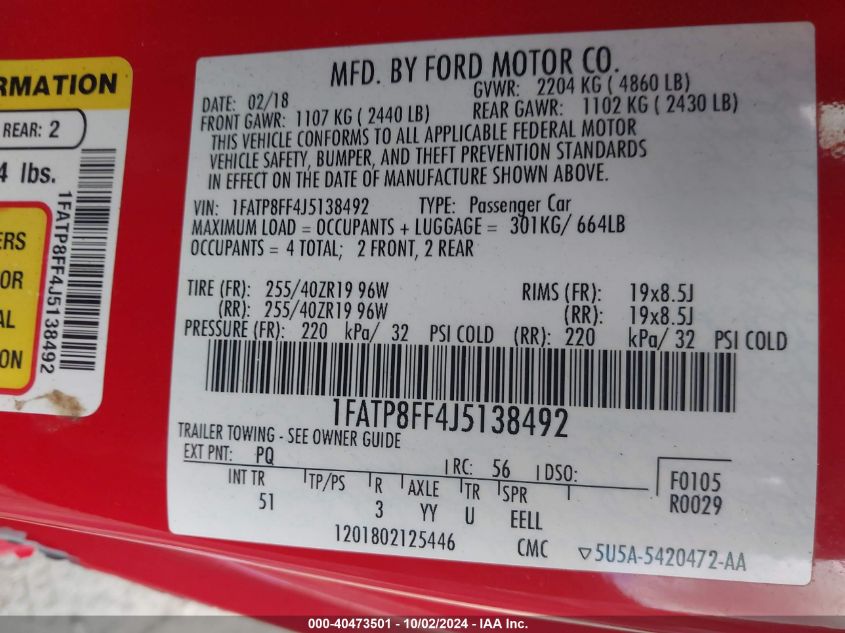 RMATION
REAR: 2
4 lbs.
ERS
OR
AL
ON
1FATP8FF4J5138492
MFD. BY FORD MOTOR CO.
DATE: 02/18 GVWR: 2204 KG ( 4860 LB)
FRONT GAWR: 1107 KG ( 2440 LB) REAR GAWR: 1102 KG ( 2430 LB)
THIS VEHICLE CONFORMS TO ALL APPLICABLE FEDERAL MOTOR
VEHICLE SAFETY, BUMPER, AND THEFT PREVENTION STANDARDS
IN EFFECT ON THE DATE OF MANUFACTURE SHOWN ABOVE.
VIN: 1FATP8FF4J5138492 TYPE: Passenger Car
MAXIMUM LOAD = OCCUPANTS + LUGGAGE = 301KG/ 664LB
OCCUPANTS = 4 TOTAL; 2 FRONT, 2 REAR
TIRE (FR): 255/40ZR19 96W RIMS (FR): 19x8.5J
(RR): 255/40ZR19 96W (RR): 19x8.5J
PRESSURE (FR): 220 kPa/ 32 PSI COLD (RR): 220 kPa/ 32 PSI COLD
1FATP8FF4J5138492
TRAILER TOWING - SEE OWNER GUIDE
EXT PNT: PQ RC: 56 DSO: F0105
INT TR TP/PS R AXLE TR SPR R0029
51 3 YY U EELL
1201802125446 CMC 5U5A-5420472-AA
000-40473501 - 10/02/2024 - IAA Inc.